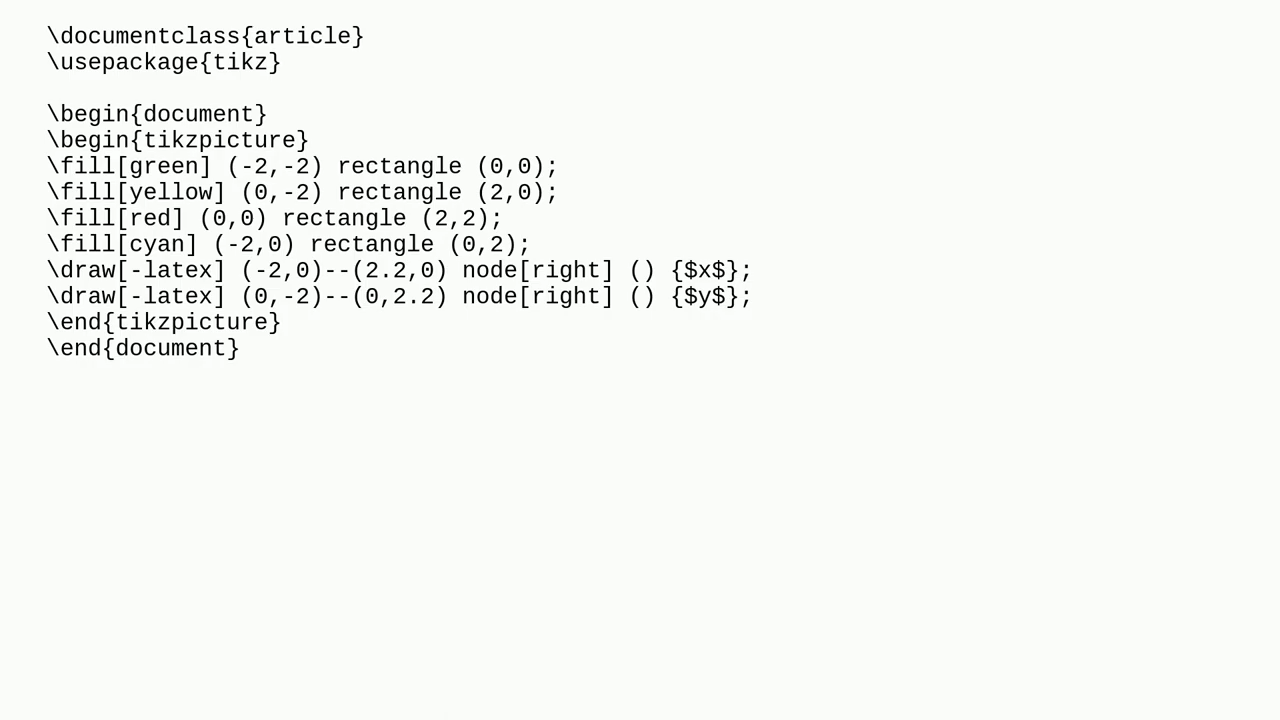 \documentclass{article}
\usepackage{tikz}

\begin{document}
\begin{tikzpicture}
\fill[green] (-2,-2) rectangle (0,0);
\fill[yellow] (0,-2) rectangle (2,0);
\fill[red] (0,0) rectangle (2,2);
\fill[cyan] (-2,0) rectangle (0,2);
\draw[-latex] (-2,0)--(2.2,0) node[right] () {$x$};
\draw[-latex] (0,-2)--(0,2.2) node[right] () {$y$};
\end{tikzpicture}
\end{document}